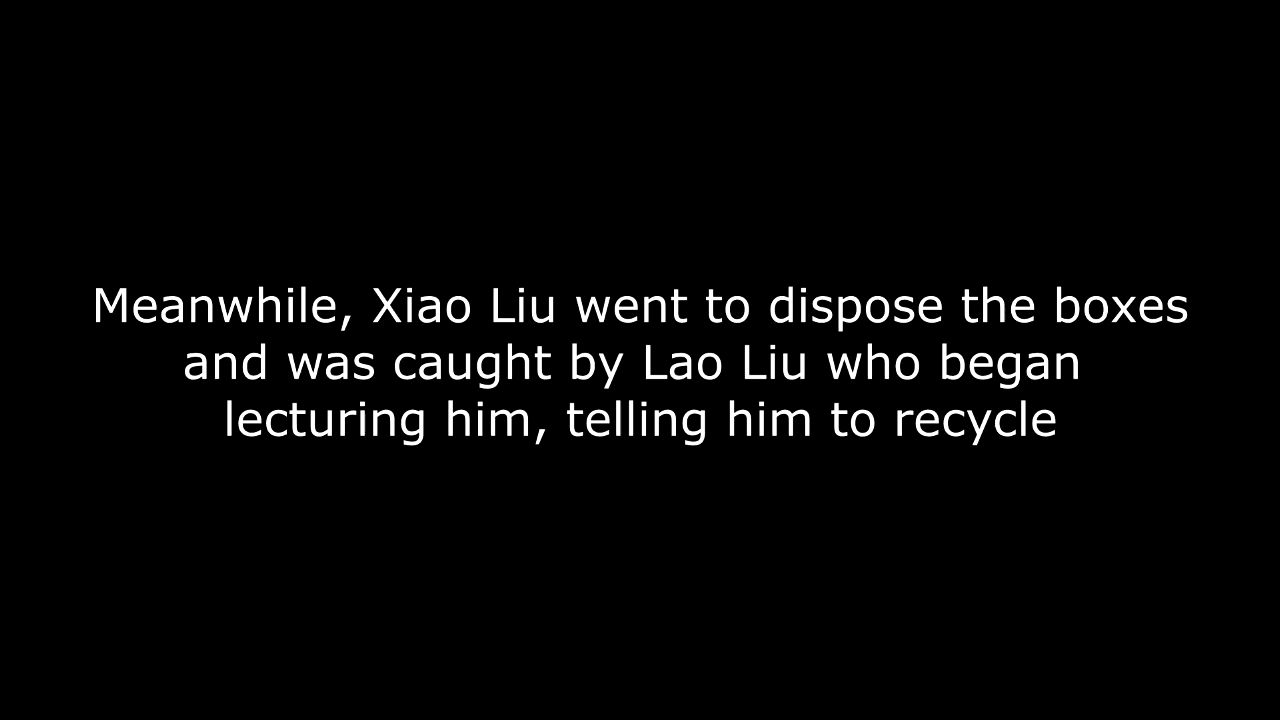 Meanwhile, Xiao Liu went to dispose the boxes
and was caught by Lao Liu who began
lecturing him, telling him to recycle